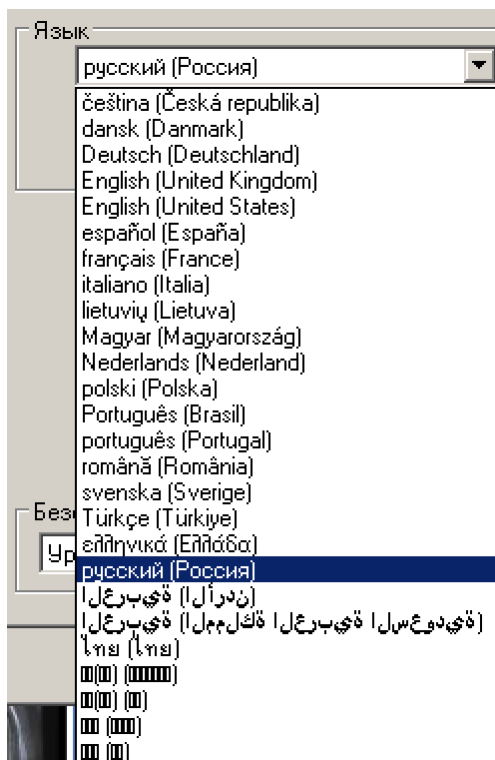 Язык
русский (Россия)
čeština (Česká republika)
dansk (Danmark)
Deutsch (Deutschland)
English (United Kingdom)
English (United States)
español (España)
français (France)
italiano (Italia)
lietuvių (Lietuva)
Magyar (Magyarország)
Nederlands (Nederland)
polski (Polska)
Português (Brasil)
português (Portugal)
română (România)
svenska (Sverige)
Türkçe (Türkiye)
ελληνικά (Ελλάδα)
русский (Россия)
العربية (الأردن)
العربية (المملكة العربية السعودية)
ไทย (ไทย)